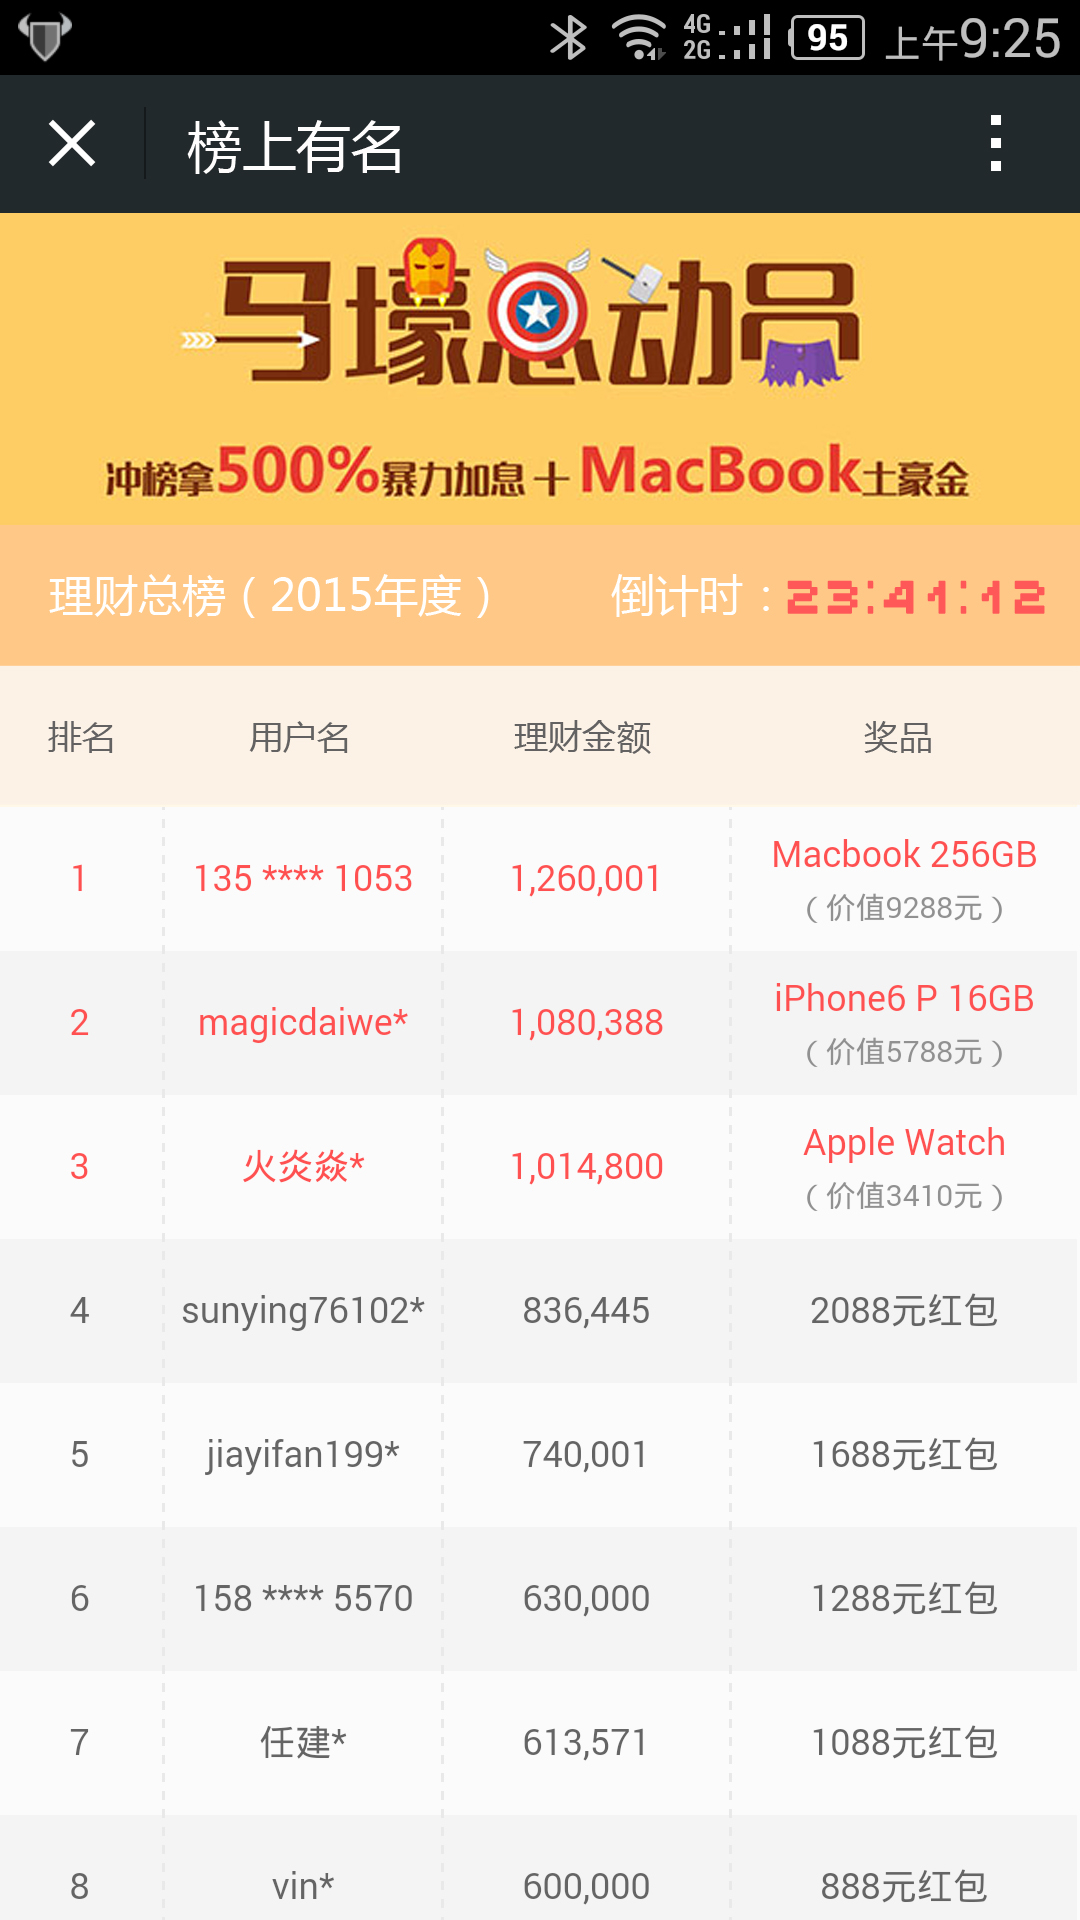 4G
2G
95
上午9:25
榜上有名
马壕总动员
冲榜拿500%暴力加息+MacBook土豪金
理财总榜（2015年度） 倒计时：23:41:12
排名 用户名 理财金额 奖品
1 135 **** 1053 1,260,001 Macbook 256GB
（价值9288元）
2 magicdaiwe* 1,080,388 iPhone6 P 16GB
（价值5788元）
3 火炎焱* 1,014,800 Apple Watch
（价值3410元）
4 sunying76102* 836,445 2088元红包
5 jiayifan199* 740,001 1688元红包
6 158 **** 5570 630,000 1288元红包
7 任建* 613,571 1088元红包
8 vin* 600,000 888元红包